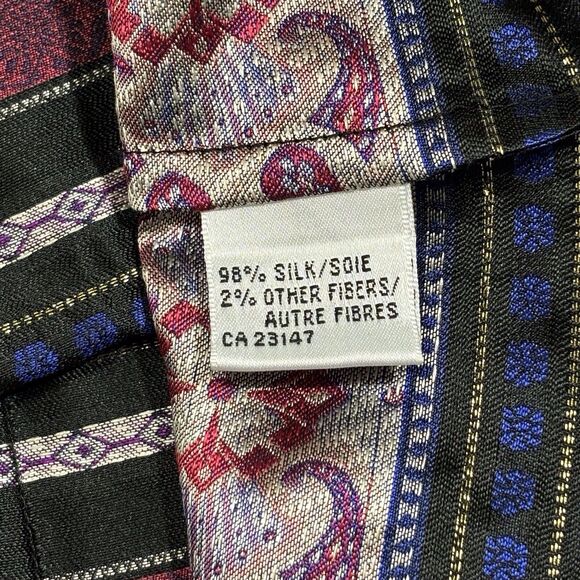 98% SILK/SOIE
2% OTHER FIBERS/
AUTRE FIBRES
CA 23147